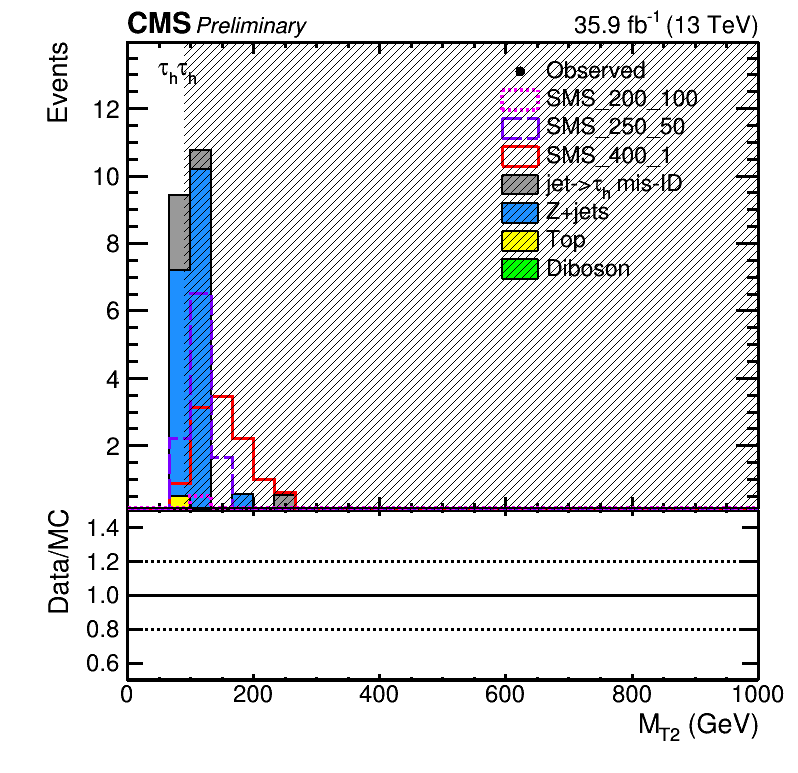 CMS Preliminary 35.9 fb⁻¹ (13 TeV)
Events
τhτh
Observed
SMS_200_100
SMS_250_50
SMS_400_1
jet->τh mis-ID
Z+jets
Top
Diboson
12
10
8
6
4
2
Data/MC
1.4
1.2
1.0
0.8
0.6
0 200 400 600 800 1000
MT2 (GeV)